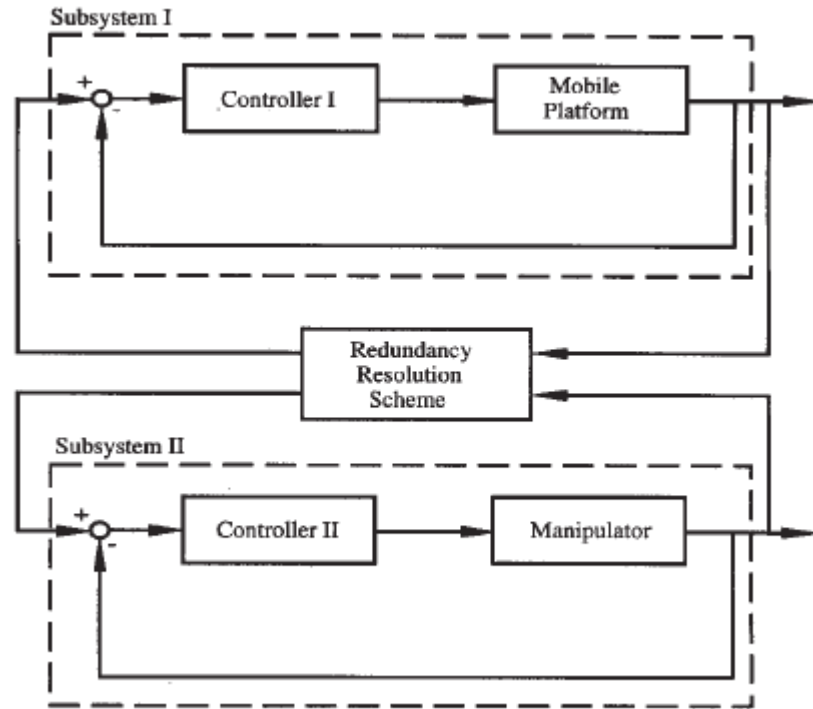 Subsystem I
+
-
Controller I
Mobile
Platform
Redundancy
Resolution
Scheme
Subsystem II
+
-
Controller II
Manipulator